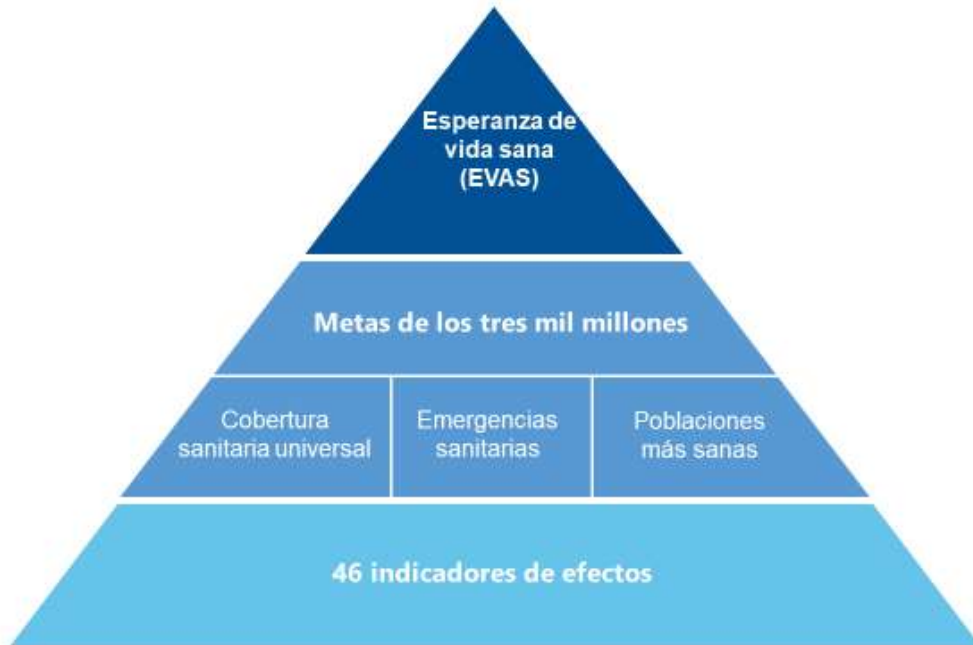 Esperanza de
vida sana
(EVAS)
Metas de los tres mil millones
Cobertura
sanitaria universal
Emergencias
sanitarias
Poblaciones
más sanas
46 indicadores de efectos